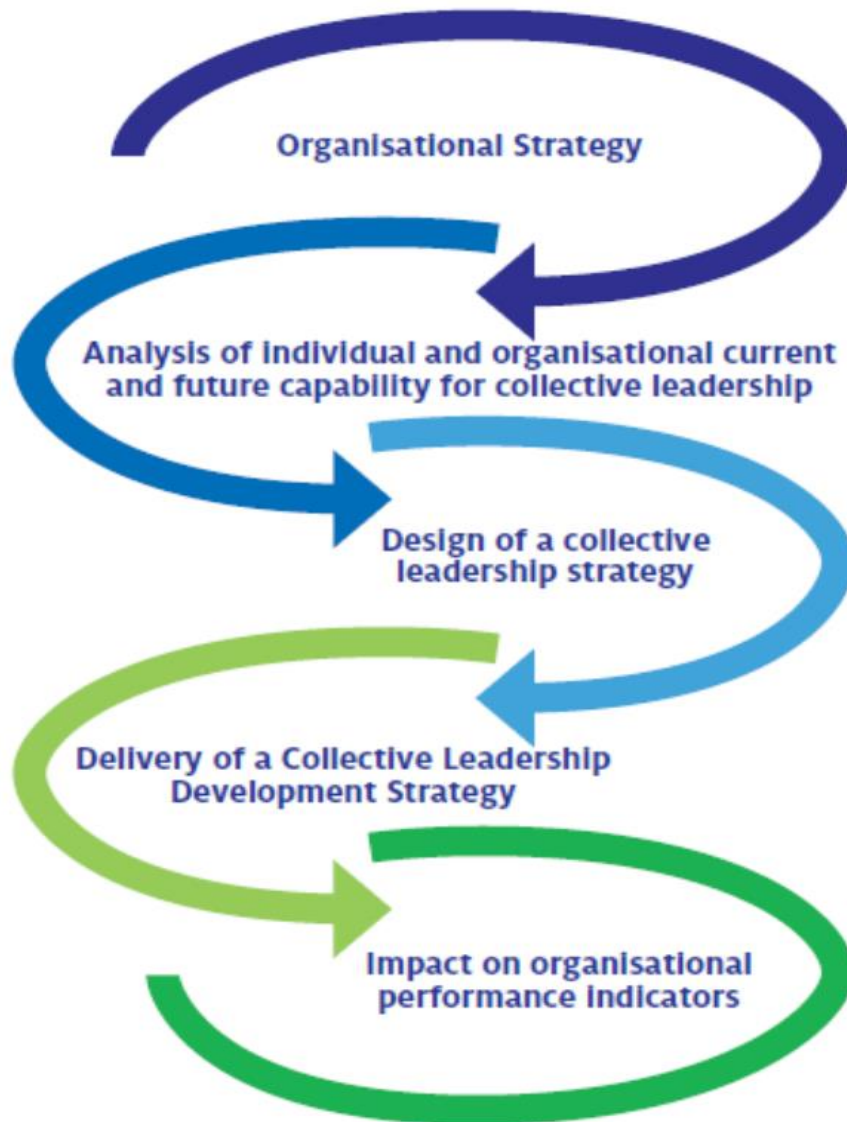 Organisational Strategy
Analysis of individual and organisational current
and future capability for collective leadership
Design of a collective
leadership strategy
Delivery of a Collective Leadership
Development Strategy
Impact on organisational
performance indicators